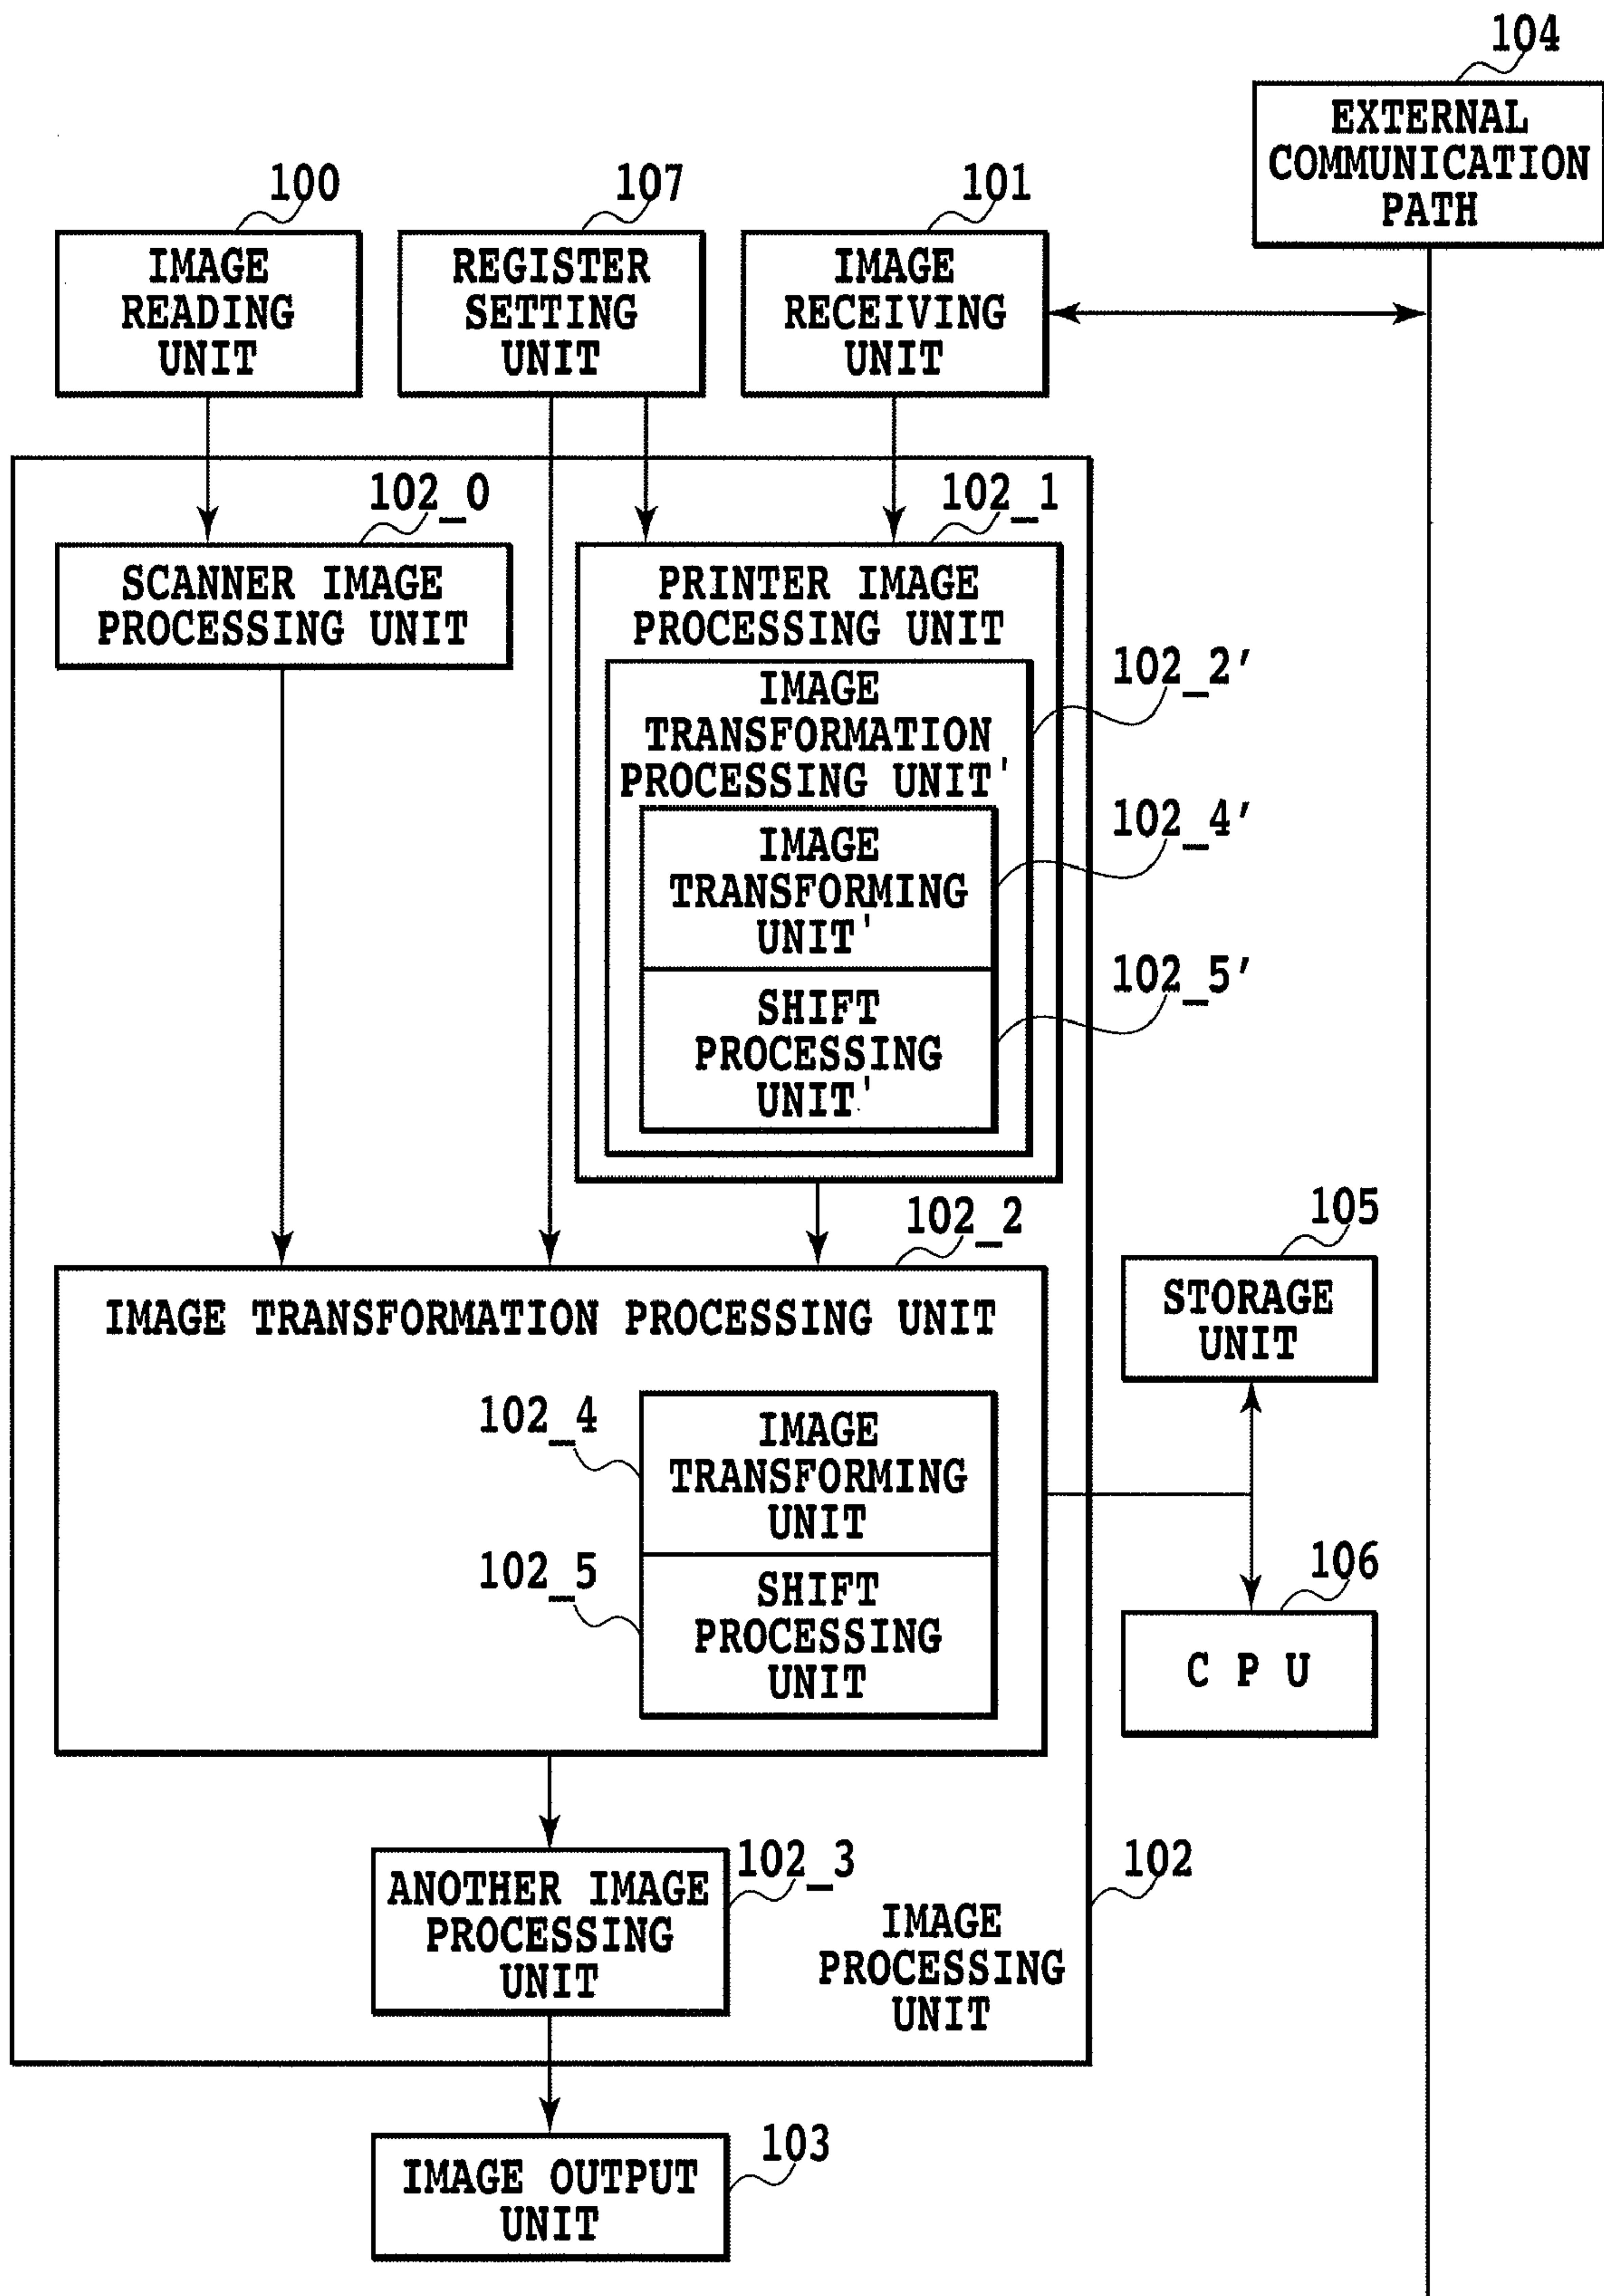 104
EXTERNAL
COMMUNICATION
PATH
100
IMAGE
READING
UNIT
107
REGISTER
SETTING
UNIT
101
IMAGE
RECEIVING
UNIT
102_0
SCANNER IMAGE
PROCESSING UNIT
102_1
PRINTER IMAGE
PROCESSING UNIT
102_2'
IMAGE
TRANSFORMATION
PROCESSING UNIT'
102_4'
IMAGE
TRANSFORMING
UNIT'
102_5'
SHIFT
PROCESSING
UNIT'
102_2
IMAGE TRANSFORMATION PROCESSING UNIT
102_4
IMAGE
TRANSFORMING
UNIT
102_5
SHIFT
PROCESSING
UNIT
105
STORAGE
UNIT
106
C P U
102_3
ANOTHER IMAGE
PROCESSING
UNIT
102
IMAGE
PROCESSING
UNIT
103
IMAGE OUTPUT
UNIT